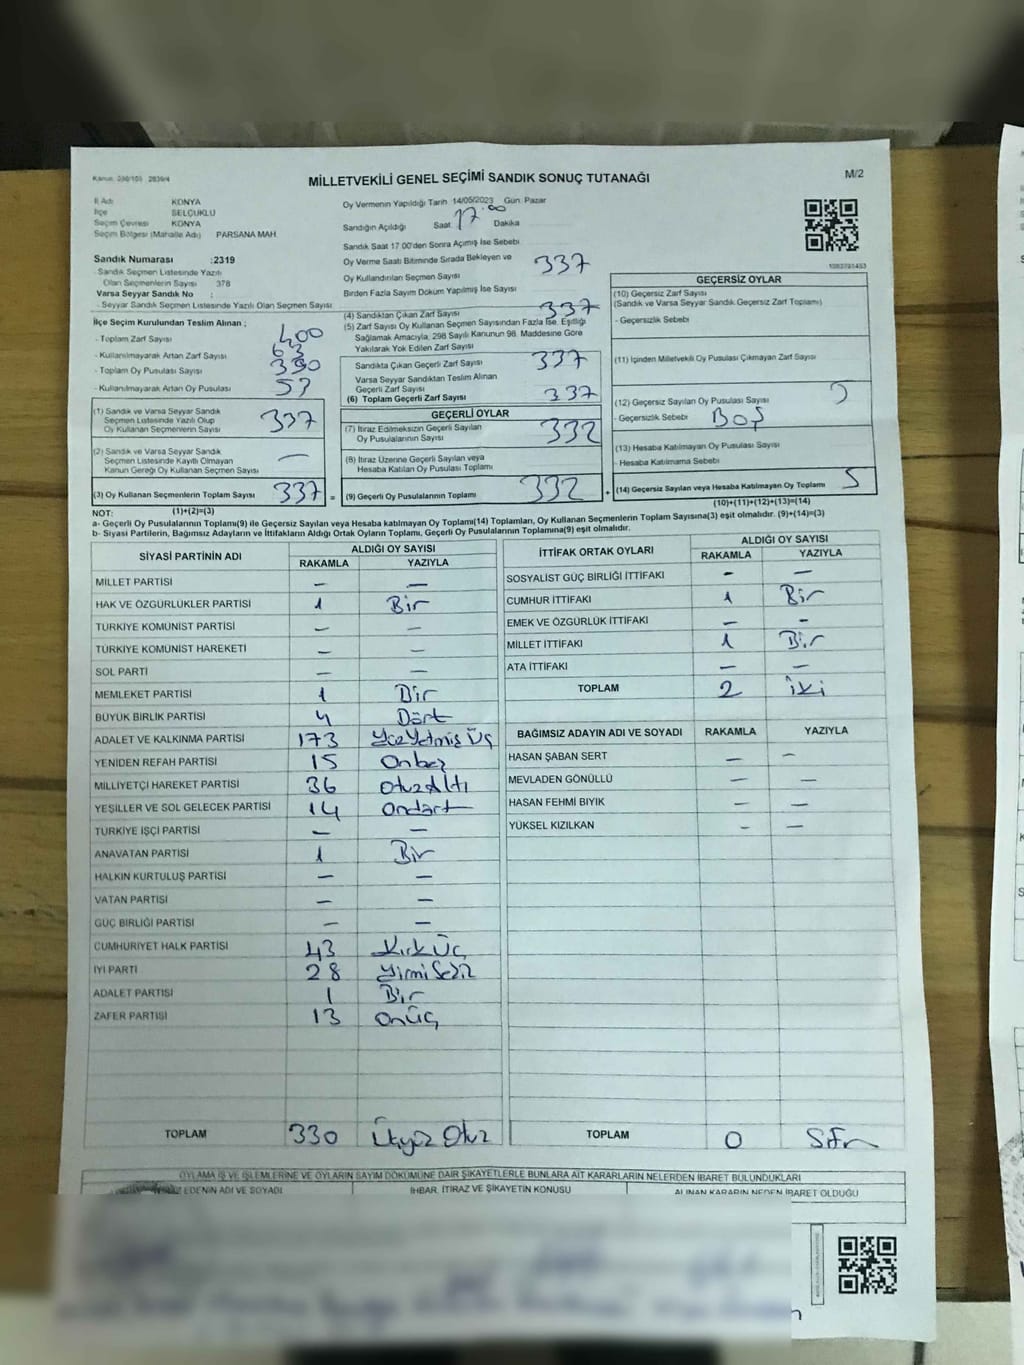 Kanun: 298/105 2839/4
MİLLETVEKİLİ GENEL SEÇİMİ SANDIK SONUÇ TUTANAĞI
M/2
İl Adı KONYA
İlçe SELÇUKLU
Seçim Çevresi KONYA
Seçim Bölgesi (Mahalle Adı) PARSANA MAH.
Sandık Numarası :2319
- Sandık Seçmen Listesinde Yazılı
Olan Seçmenlerin Sayısı 378
Varsa Seyyar Sandık No :
- Seyyar Sandık Seçmen Listesinde Yazılı Olan Seçmen Sayısı
İlçe Seçim Kurulundan Teslim Alınan ;
- Toplam Zarf Sayısı 400
- Kullanılmayarak Artan Zarf Sayısı 63
- Toplam Oy Pusulası Sayısı 390
- Kullanılmayarak Artan Oy Pusulası 53
(1) Sandık ve Varsa Seyyar Sandık
Seçmen Listesinde Yazılı Olup
Oy Kullanan Seçmenlerin Sayısı 337
(2) Sandık ve Varsa Seyyar Sandık
Seçmen Listesinde Kayıtlı Olmayan
Kanun Gereği Oy Kullanan Seçmen Sayısı —
(3) Oy Kullanan Seçmenlerin Toplam Sayısı 337 =
(1)+(2)=(3)
Oy Vermenin Yapıldığı Tarih 14/05/2023 Gün: Pazar
Sandığın Açıldığı Saat 17.00 Dakika
Sandık Saat 17:00'den Sonra Açılmış İse Sebebi
Oy Verme Saati Bitiminde Sırada Bekleyen ve
Oy Kullandırılan Seçmen Sayısı 337
Birden Fazla Sayım Döküm Yapılmış İse Sayısı
(4) Sandıktan Çıkan Zarf Sayısı 337
(5) Zarf Sayısı Oy Kullanan Seçmen Sayısından Fazla İse, Eşitliği
Sağlamak Amacıyla, 298 Sayılı Kanunun 98. Maddesine Göre
Yakılarak Yok Edilen Zarf Sayısı
Sandıkta Çıkan Geçerli Zarf Sayısı 337
Varsa Seyyar Sandıktan Teslim Alınan
Geçerli Zarf Sayısı
(6) Toplam Geçerli Zarf Sayısı 337
GEÇERLİ OYLAR
(7) İtiraz Edilmeksizin Geçerli Sayılan
Oy Pusulalarının Sayısı 332
(8) İtiraz Üzerine Geçerli Sayılan veya
Hesaba Katılan Oy Pusulası Toplamı
(9) Geçerli Oy Pusulalarının Toplamı 332 +
1083791453
GEÇERSİZ OYLAR
(10) Geçersiz Zarf Sayısı
(Sandık ve Varsa Seyyar Sandık Geçersiz Zarf Toplamı)
- Geçersizlik Sebebi
(11) İçinden Milletvekili Oy Pusulası Çıkmayan Zarf Sayısı
(12) Geçersiz Sayılan Oy Pusulası Sayısı 5
- Geçersizlik Sebebi BOŞ
(13) Hesaba Katılmayan Oy Pusulası Sayısı
- Hesaba Katılmama Sebebi
(14) Geçersiz Sayılan veya Hesaba Katılmayan Oy Toplamı 5
(10)+(11)+(12)+(13)=(14)
NOT:
a- Geçerli Oy Pusulalarının Toplamı(9) ile Geçersiz Sayılan veya Hesaba katılmayan Oy Toplamı(14) Toplamları, Oy Kullanan Seçmenlerin Toplam Sayısına(3) eşit olmalıdır. (9)+(14)=(3)
b- Siyasi Partilerin, Bağımsız Adayların ve İttifakların Aldığı Ortak Oyların Toplamı, Geçerli Oy Pusulalarının Toplamına(9) eşit olmalıdır.
SİYASİ PARTİNİN ADI ALDIĞI OY SAYISI
RAKAMLA YAZIYLA
MİLLET PARTİSİ — —
HAK VE ÖZGÜRLÜKLER PARTİSİ 1 Bir
TÜRKİYE KOMÜNİST PARTİSİ — —
TÜRKİYE KOMÜNİST HAREKETİ — —
SOL PARTİ — —
MEMLEKET PARTİSİ 1 Bir
BÜYÜK BİRLİK PARTİSİ 4 Dört
ADALET VE KALKINMA PARTİSİ 173 YüzYetmiş Üç
YENİDEN REFAH PARTİSİ 15 Onbeş
MİLLİYETÇİ HAREKET PARTİSİ 36 OtuzAltı
YEŞİLLER VE SOL GELECEK PARTİSİ 14 Ondört
TÜRKİYE İŞÇİ PARTİSİ — —
ANAVATAN PARTİSİ 1 Bir
HALKIN KURTULUŞ PARTİSİ — —
VATAN PARTİSİ — —
GÜÇ BİRLİĞİ PARTİSİ — —
CUMHURİYET HALK PARTİSİ 43 Kırk Üç
İYİ PARTİ 28 Yirmi Sekiz
ADALET PARTİSİ 1 Bir
ZAFER PARTİSİ 13 Onüç
TOPLAM 330 Üçyüz Otuz
İTTİFAK ORTAK OYLARI ALDIĞI OY SAYISI
RAKAMLA YAZIYLA
SOSYALİST GÜÇ BİRLİĞİ İTTİFAKI — —
CUMHUR İTTİFAKI 1 Bir
EMEK VE ÖZGÜRLÜK İTTİFAKI — —
MİLLET İTTİFAKI 1 Bir
ATA İTTİFAKI — —
TOPLAM 2 İki
BAĞIMSIZ ADAYIN ADI VE SOYADI RAKAMLA YAZIYLA
HASAN ŞABAN SERT — —
MEVLADEN GÖNÜLLÜ — —
HASAN FEHMİ BIYIK — —
YÜKSEL KIZILKAN — —
TOPLAM 0 Sıfır
OYLAMA İŞ VE İŞLEMLERİNE VE OYLARIN SAYIM DÖKÜMÜNE DAİR ŞİKAYETLERLE BUNLARA AİT KARARLARIN NELERDEN İBARET BULUNDUKLARI
EDENİN ADI VE SOYADI İHBAR, İTİRAZ VE ŞİKAYETİN KONUSU ALINAN KARARIN NEDEN İBARET OLDUĞU